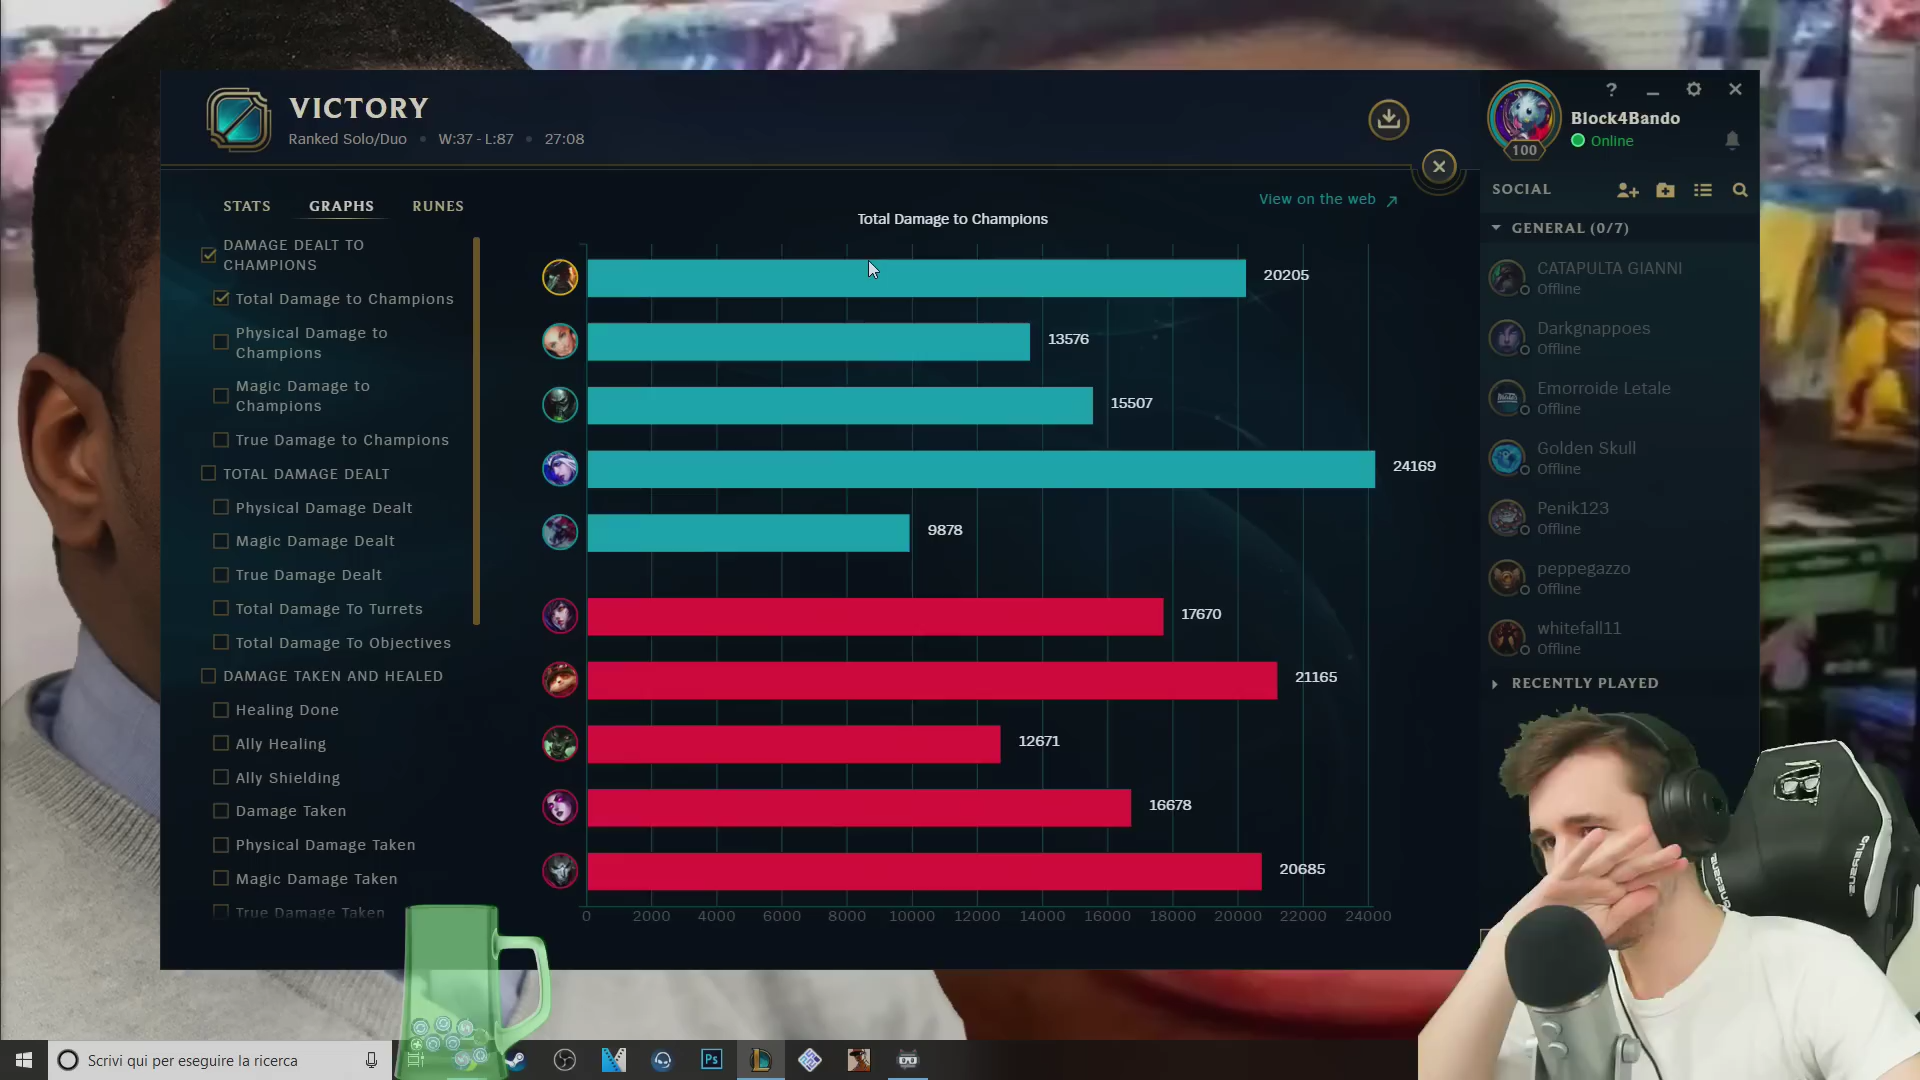 VICTORY
Ranked Solo/Duo • W:37 - L:87 • 27:08
Block4Bando
Online
100
STATS
GRAPHS
RUNES
View on the web
SOCIAL
GENERAL (0/7)
CATAPULTA GIANNI
Offline
Darkgnappoes
Offline
Emorroide Letale
Offline
Golden Skull
Offline
Penik123
Offline
peppegazzo
Offline
whitefall11
Offline
RECENTLY PLAYED
DAMAGE DEALT TO
CHAMPIONS
Total Damage to Champions
Physical Damage to
Champions
Magic Damage to
Champions
True Damage to Champions
TOTAL DAMAGE DEALT
Physical Damage Dealt
Magic Damage Dealt
True Damage Dealt
Total Damage To Turrets
Total Damage To Objectives
DAMAGE TAKEN AND HEALED
Healing Done
Ally Healing
Ally Shielding
Damage Taken
Physical Damage Taken
Magic Damage Taken
True Damage Taken
Total Damage to Champions
20205
13576
15507
24169
9878
17670
21165
12671
16678
20685
0 2000 4000 6000 8000 10000 12000 14000 16000 18000 20000 22000 24000
Scrivi qui per eseguire la ricerca
Ps